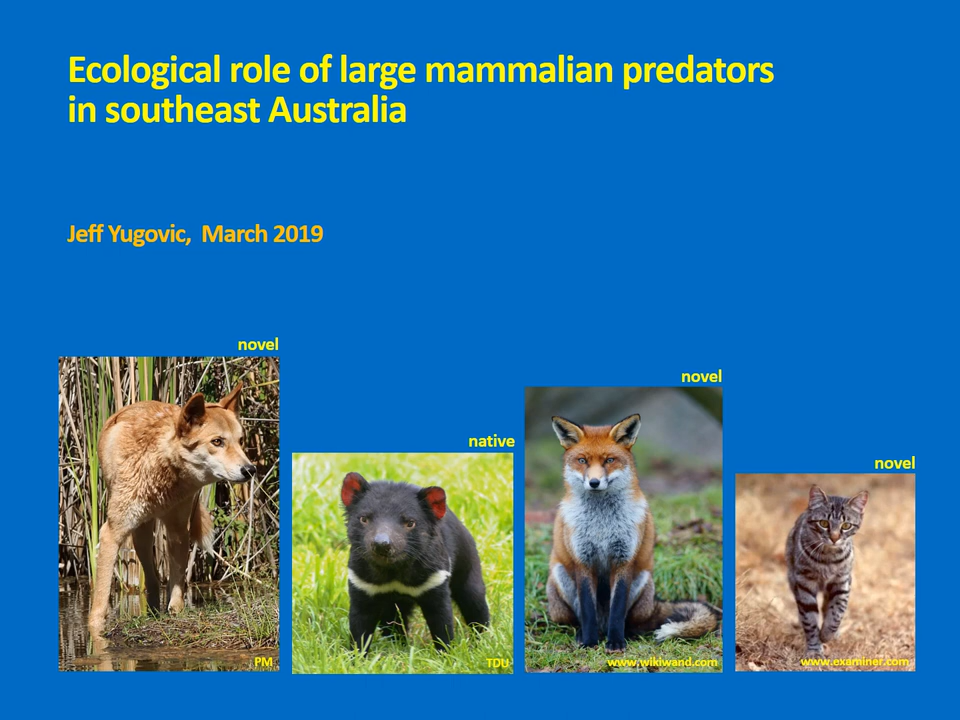 Ecological role of large mammalian predators
in southeast Australia
Jeff Yugovic, March 2019
novel
native
novel
novel
PM
TDU
www.wikiwand.com
www.examiner.com